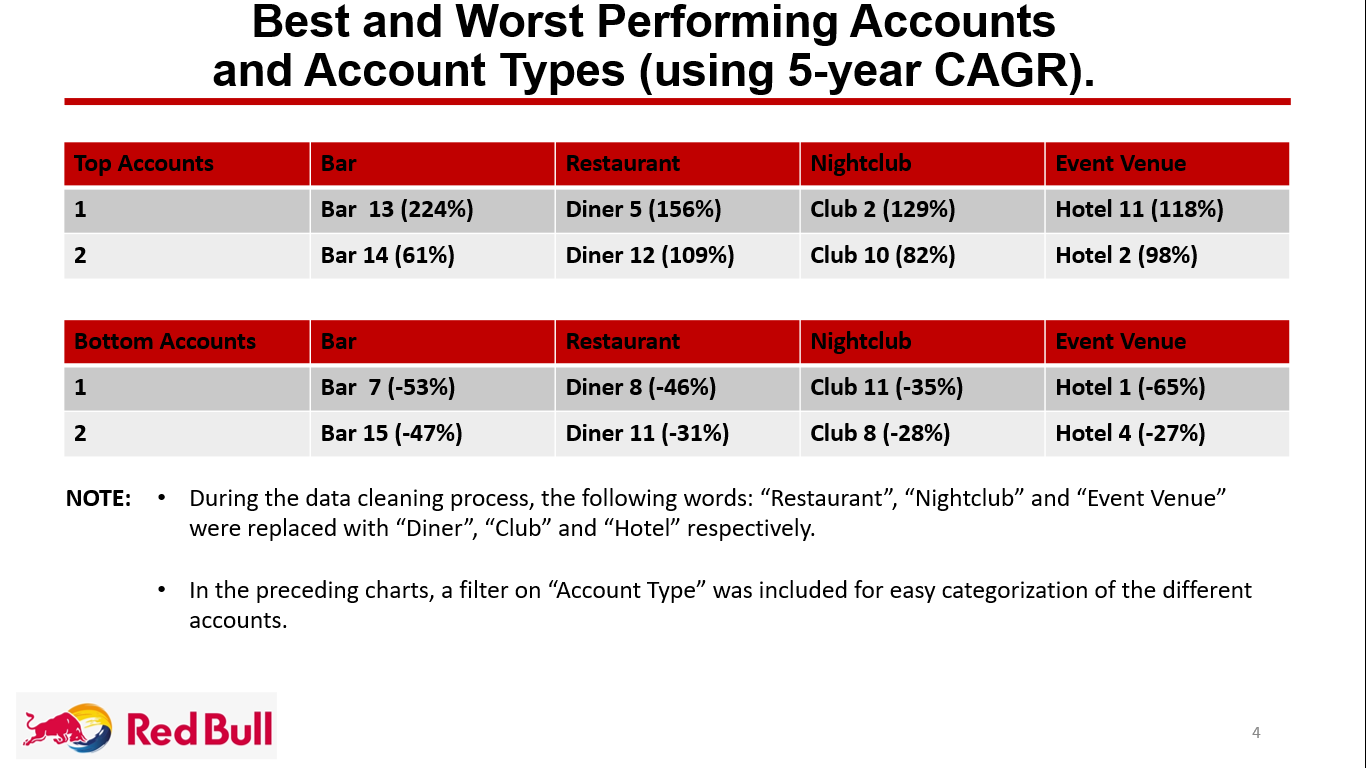 Best and Worst Performing Accounts
and Account Types (using 5-year CAGR).
Top Accounts Bar Restaurant Nightclub Event Venue
1 Bar  13 (224%) Diner 5 (156%) Club 2 (129%) Hotel 11 (118%)
2 Bar 14 (61%) Diner 12 (109%) Club 10 (82%) Hotel 2 (98%)
Bottom Accounts Bar Restaurant Nightclub Event Venue
1 Bar  7 (-53%) Diner 8 (-46%) Club 11 (-35%) Hotel 1 (-65%)
2 Bar 15 (-47%) Diner 11 (-31%) Club 8 (-28%) Hotel 4 (-27%)
NOTE: • During the data cleaning process, the following words: “Restaurant”, “Nightclub” and “Event Venue”
were replaced with “Diner”, “Club” and “Hotel” respectively.
• In the preceding charts, a filter on “Account Type” was included for easy categorization of the different
accounts.
Red Bull
4